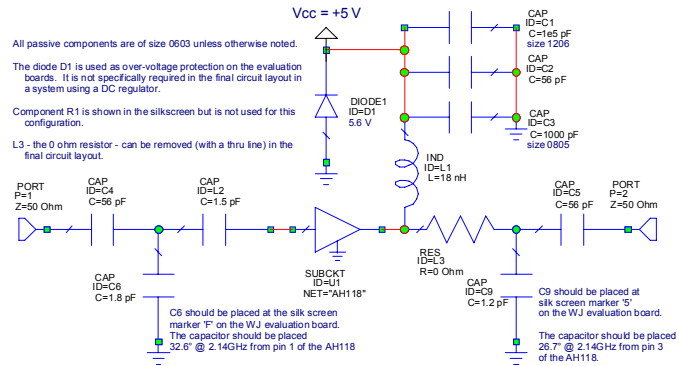 Vcc = +5 V
CAP
ID=C1
C=1e5 pF
size 1206
All passive components are of size 0603 unless otherwise noted.
The diode D1 is used as over-voltage protection on the evaluation
boards. It is not specifically required in the final circuit layout in
a system using a DC regulator.
CAP
ID=C2
C=56 pF
DIODE1
ID=D1
5.6 V
Component R1 is shown in the silkscreen but is not used for this
configuration.
CAP
ID=C3
C=1000 pF
size 0805
L3 - the 0 ohm resistor - can be removed (with a thru line) in the
final circuit layout.
IND
ID=L1
L=18 nH
PORT
P=1
Z=50 Ohm
CAP
ID=C4
C=56 pF
CAP
ID=L2
C=1.5 pF
CAP
ID=C5
C=56 pF
PORT
P=2
Z=50 Ohm
RES
ID=L3
R=0 Ohm
SUBCKT
ID=U1
NET="AH118"
CAP
ID=C6
C=1.8 pF
CAP
ID=C9
C=1.2 pF
C6 should be placed at the silk screen
marker 'F' on the WJ evaluation board.
The capacitor should be placed
32.6° @ 2.14GHz from pin 1 of the AH118
C9 should be placed at
silk screen marker '5'
on the WJ evaluation board.
The capacitor should be placed
26.7° @ 2.14GHz from pin 3
of the AH118.